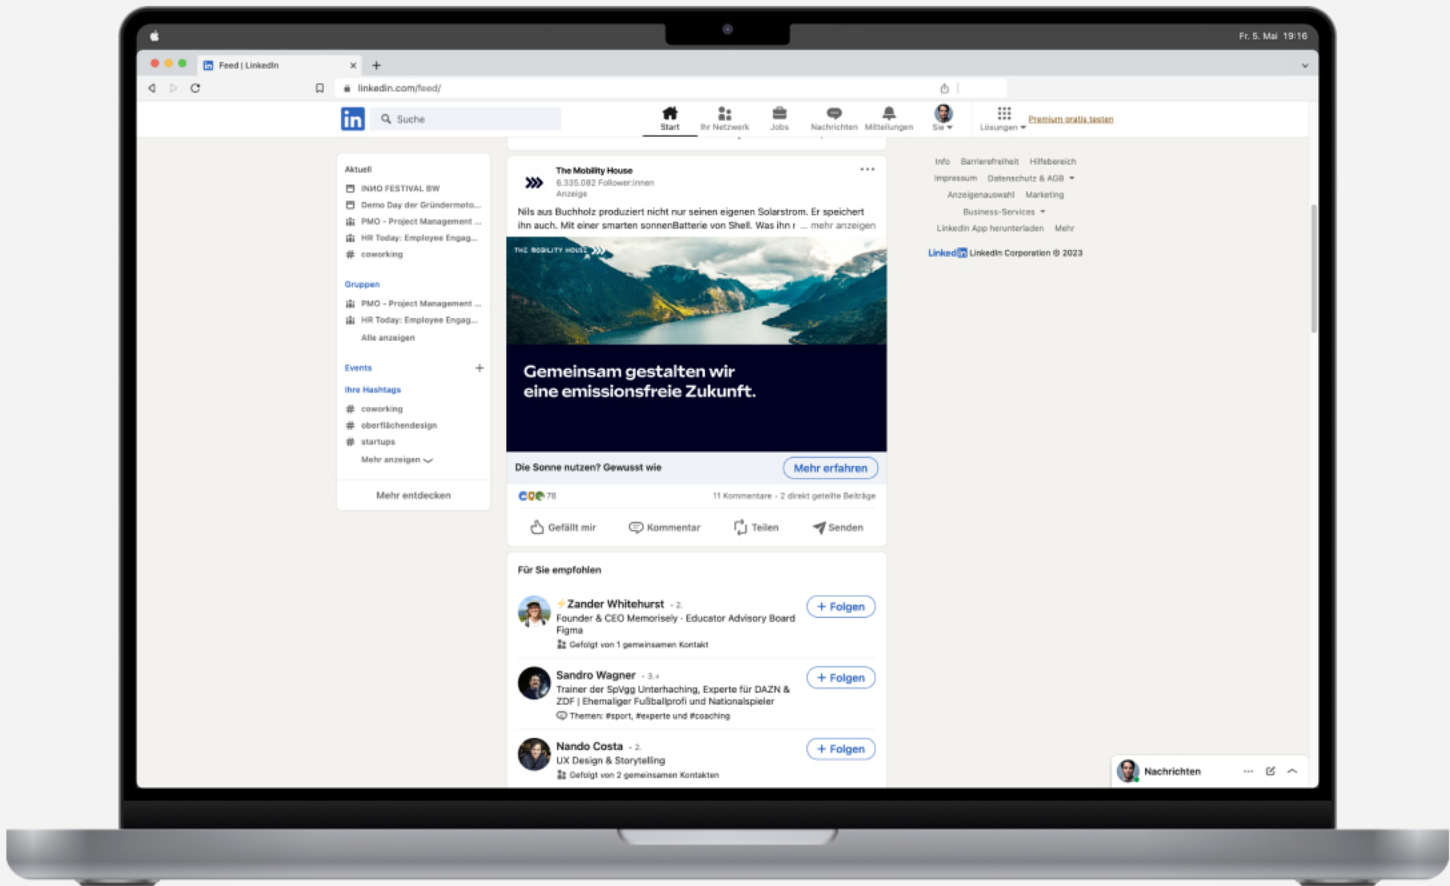 Fr. 5. Mai 19:16
in Feed | LinkedIn
linkedin.com/feed/
in Suche
Start Ihr Netzwerk Jobs Nachrichten Mitteilungen Sie Lösungen Premium gratis testen
Aktuell
INИO FESTIVAL BW
Demo Day der Gründermoto...
PMO - Project Management ...
HR Today: Employee Engag...
# coworking
Gruppen
PMO - Project Management ...
HR Today: Employee Engag...
Alle anzeigen
Events +
Ihre Hashtags
# coworking
# oberflächendesign
# startups
Mehr anzeigen
Mehr entdecken
The Mobility House
6.335.082 Follower:innen
Anzeige
Nils aus Buchholz produziert nicht nur seinen eigenen Solarstrom. Er speichert
ihn auch. Mit einer smarten sonnenBatterie von Shell. Was ihn r ... mehr anzeigen
THE MOBILITY HOUSE
Gemeinsam gestalten wir
eine emissionsfreie Zukunft.
Die Sonne nutzen? Gewusst wie
Mehr erfahren
78
11 Kommentare • 2 direkt geteilte Beiträge
Gefällt mir Kommentar Teilen Senden
Für Sie empfohlen
⚡Zander Whitehurst • 2.
Founder & CEO Memorisely · Educator Advisory Board
Figma
Gefolgt von 1 gemeinsamen Kontakt
+ Folgen
Sandro Wagner • 3.+
Trainer der SpVgg Unterhaching, Experte für DAZN &
ZDF | Ehemaliger Fußballprofi und Nationalspieler
Themen: #sport, #experte und #coaching
+ Folgen
Nando Costa • 2.
UX Design & Storytelling
Gefolgt von 2 gemeinsamen Kontakten
+ Folgen
Info Barrierefreiheit Hilfebereich
Impressum Datenschutz & AGB
Anzeigenauswahl Marketing
Business-Services
LinkedIn App herunterladen Mehr
LinkedIn LinkedIn Corporation © 2023
Nachrichten